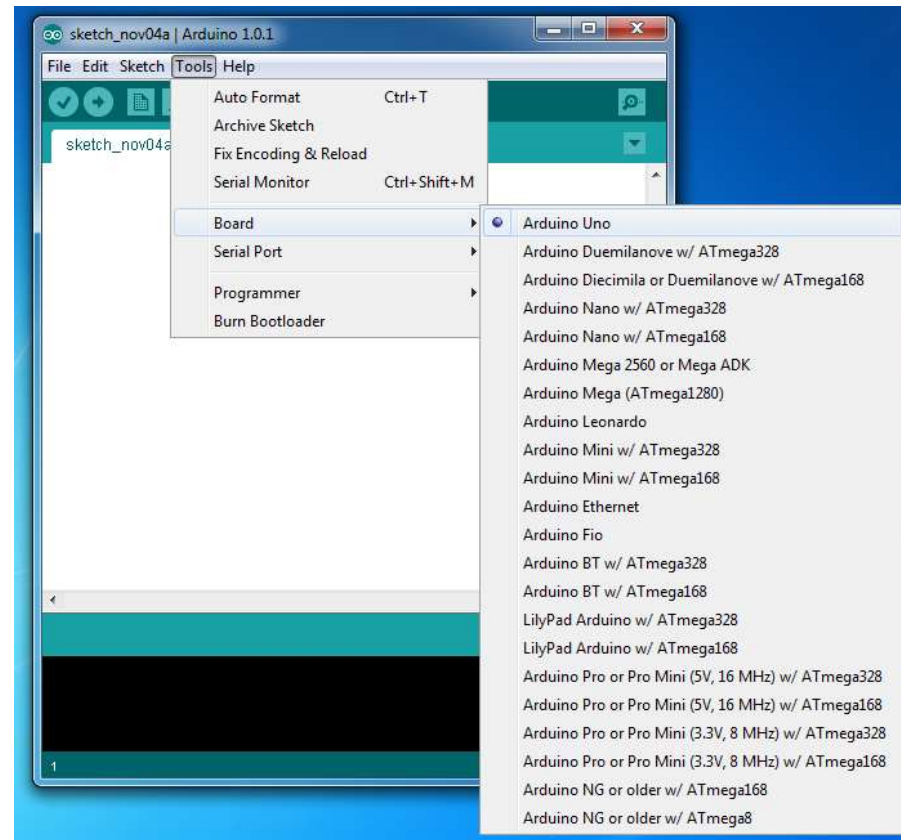 sketch_nov04a | Arduino 1.0.1
File Edit Sketch Tools Help
sketch_nov04a
Auto Format Ctrl+T
Archive Sketch
Fix Encoding & Reload
Serial Monitor Ctrl+Shift+M
Board
Serial Port
Programmer
Burn Bootloader
Arduino Uno
Arduino Duemilanove w/ ATmega328
Arduino Diecimila or Duemilanove w/ ATmega168
Arduino Nano w/ ATmega328
Arduino Nano w/ ATmega168
Arduino Mega 2560 or Mega ADK
Arduino Mega (ATmega1280)
Arduino Leonardo
Arduino Mini w/ ATmega328
Arduino Mini w/ ATmega168
Arduino Ethernet
Arduino Fio
Arduino BT w/ ATmega328
Arduino BT w/ ATmega168
LilyPad Arduino w/ ATmega328
LilyPad Arduino w/ ATmega168
Arduino Pro or Pro Mini (5V, 16 MHz) w/ ATmega328
Arduino Pro or Pro Mini (5V, 16 MHz) w/ ATmega168
Arduino Pro or Pro Mini (3.3V, 8 MHz) w/ ATmega328
Arduino Pro or Pro Mini (3.3V, 8 MHz) w/ ATmega168
Arduino NG or older w/ ATmega168
Arduino NG or older w/ ATmega8
1